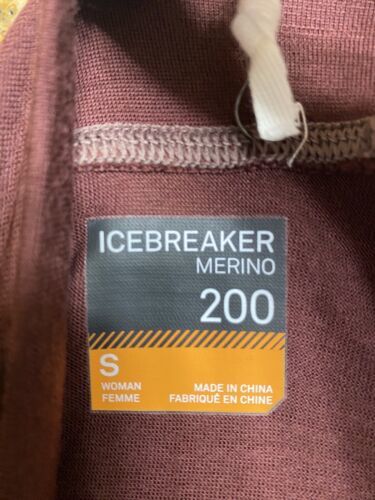 ICEBREAKER
MERINO
200
S
WOMAN
FEMME
MADE IN CHINA
FABRIQUÉ EN CHINE